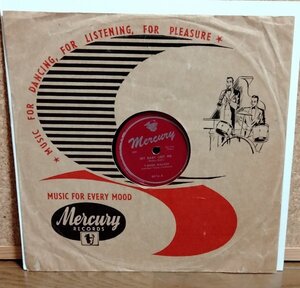 MUSIC FOR DANCING, FOR LISTENING, FOR PLEASURE
Mercury
MY BABY LEFT ME
MUSIC FOR EVERY MOOD
Mercury
RECORDS